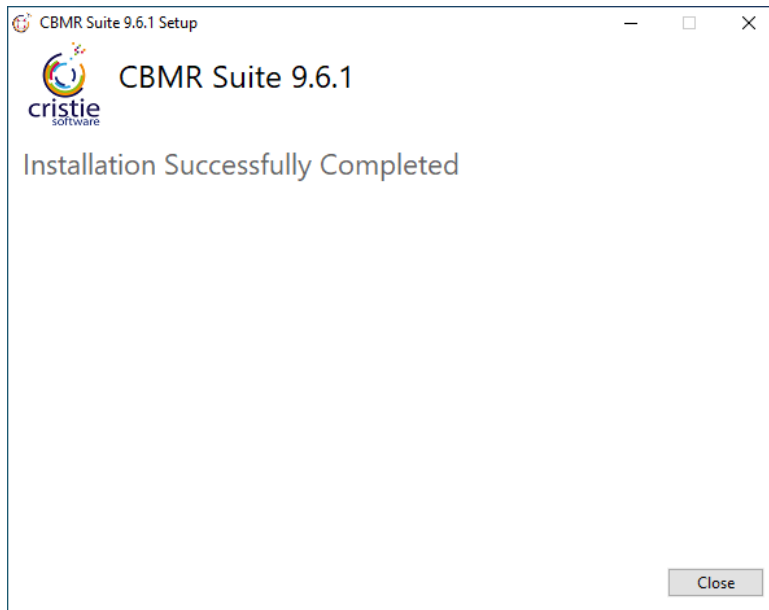 CBMR Suite 9.6.1 Setup
CBMR Suite 9.6.1
cristie
software
Installation Successfully Completed
Close